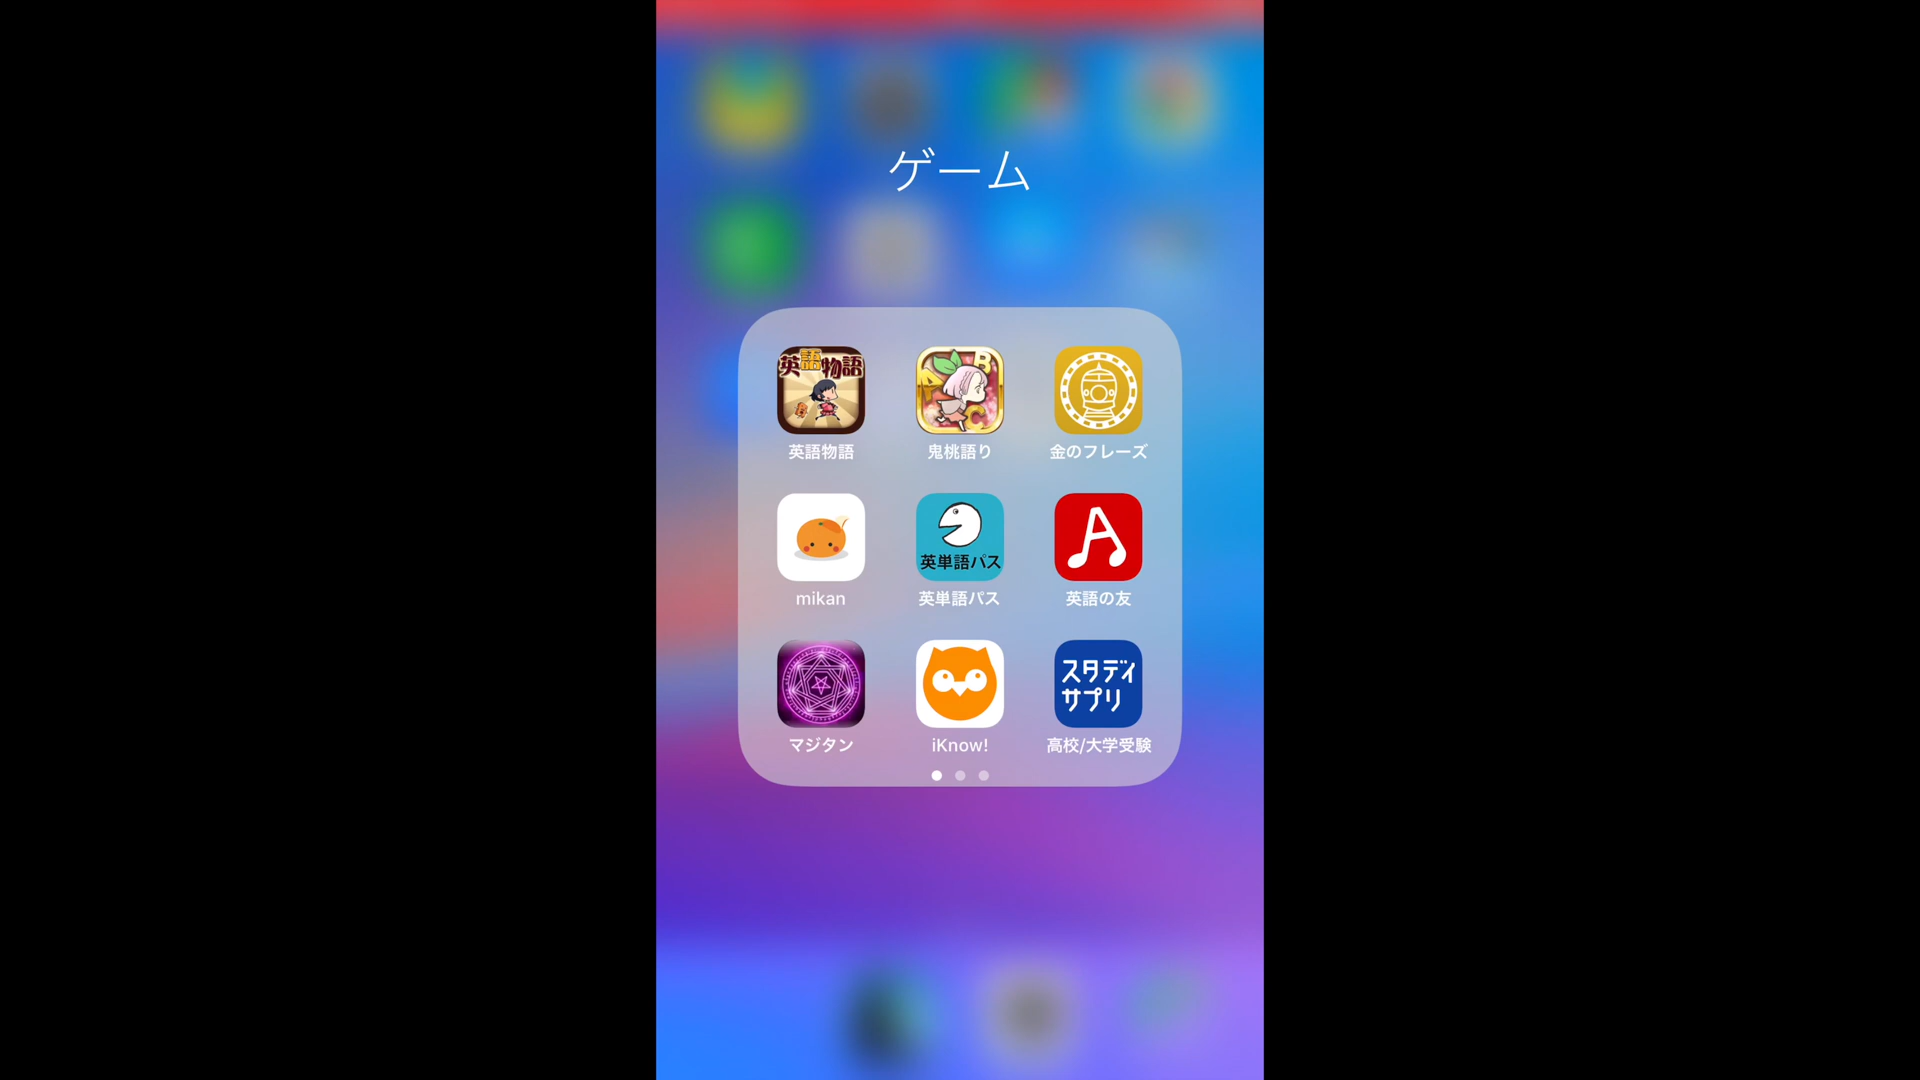 ゲーム
英語物語
A B C
金のフレーズ
英語物語
鬼桃語り
英単語パス
A
mikan
英単語パス
英語の友
スタディ
サプリ
マジタン
iKnow!
高校/大学受験